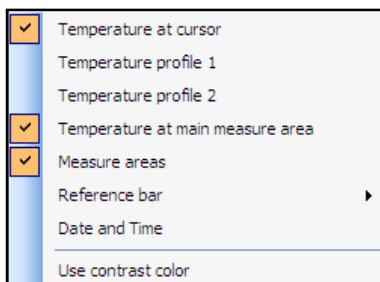 Temperature at cursor
Temperature profile 1
Temperature profile 2
Temperature at main measure area
Measure areas
Reference bar
Date and Time
Use contrast color